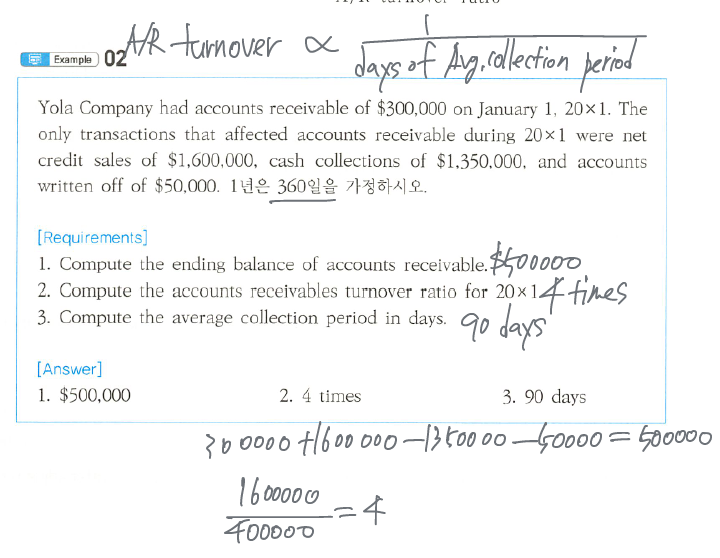 A/R turnover ∝ 1 / days of Avg. collection period
Example 02
Yola Company had accounts receivable of $300,000 on January 1, 20×1. The
only transactions that affected accounts receivable during 20×1 were net
credit sales of $1,600,000, cash collections of $1,350,000, and accounts
written off of $50,000. 1년은 360일을 가정하시오.
[Requirements]
1. Compute the ending balance of accounts receivable. $500000
2. Compute the accounts receivables turnover ratio for 20×1 4 times
3. Compute the average collection period in days. 90 days
[Answer]
1. $500,000 2. 4 times 3. 90 days
300000+1600000-1350000-50000=500000
1600000
400000 =4